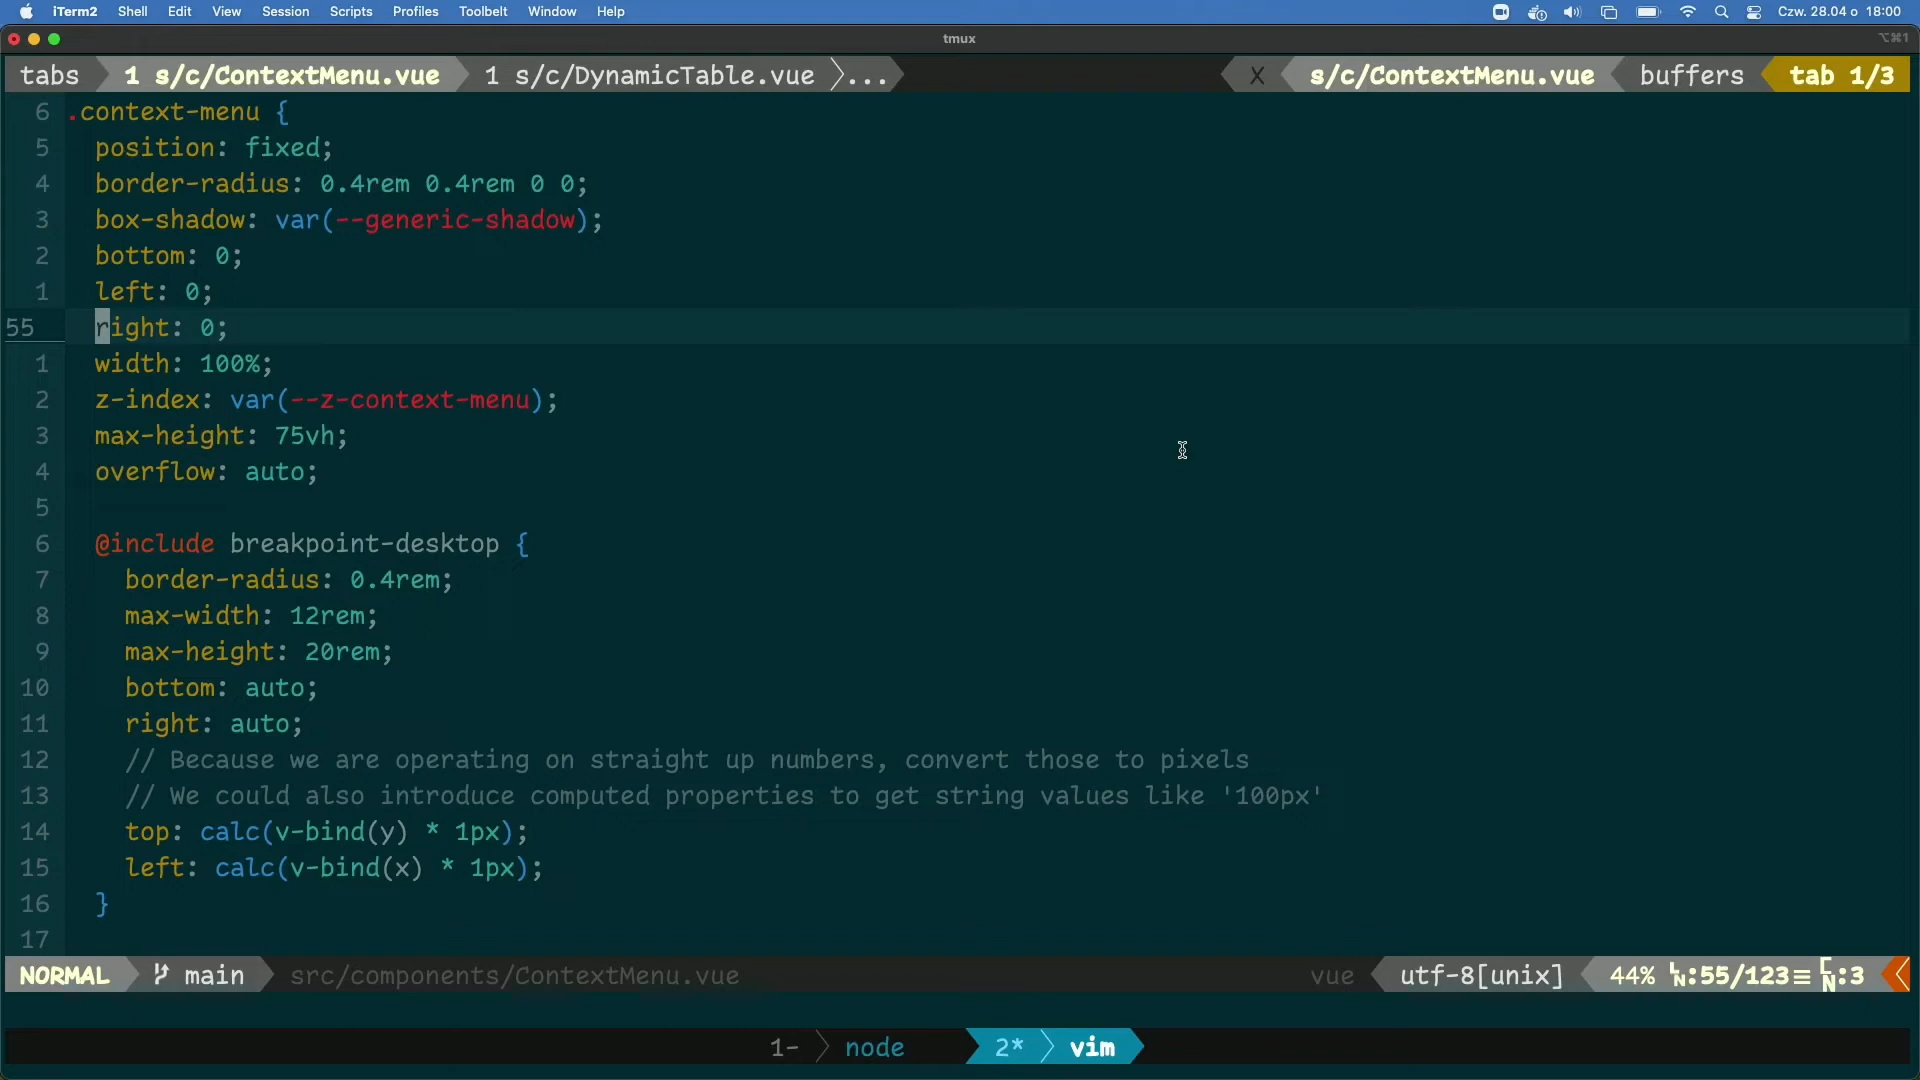 iTerm2 Shell Edit View Session Scripts Profiles Toolbelt Window Help Czw. 28.04 o 18:00
tmux ⌥⌘1
tabs 1 s/c/ContextMenu.vue 1 s/c/DynamicTable.vue ... X s/c/ContextMenu.vue buffers tab 1/3
6 .context-menu {
5 position: fixed;
4 border-radius: 0.4rem 0.4rem 0 0;
3 box-shadow: var(--generic-shadow);
2 bottom: 0;
1 left: 0;
55 right: 0;
1 width: 100%;
2 z-index: var(--z-context-menu);
3 max-height: 75vh;
4 overflow: auto;
5
6 @include breakpoint-desktop {
7 border-radius: 0.4rem;
8 max-width: 12rem;
9 max-height: 20rem;
10 bottom: auto;
11 right: auto;
12 // Because we are operating on straight up numbers, convert those to pixels
13 // We could also introduce computed properties to get string values like '100px'
14 top: calc(v-bind(y) * 1px);
15 left: calc(v-bind(x) * 1px);
16 }
17
NORMAL main src/components/ContextMenu.vue vue utf-8[unix] 44% LN:55/123≡ CN:3
1- node 2* vim